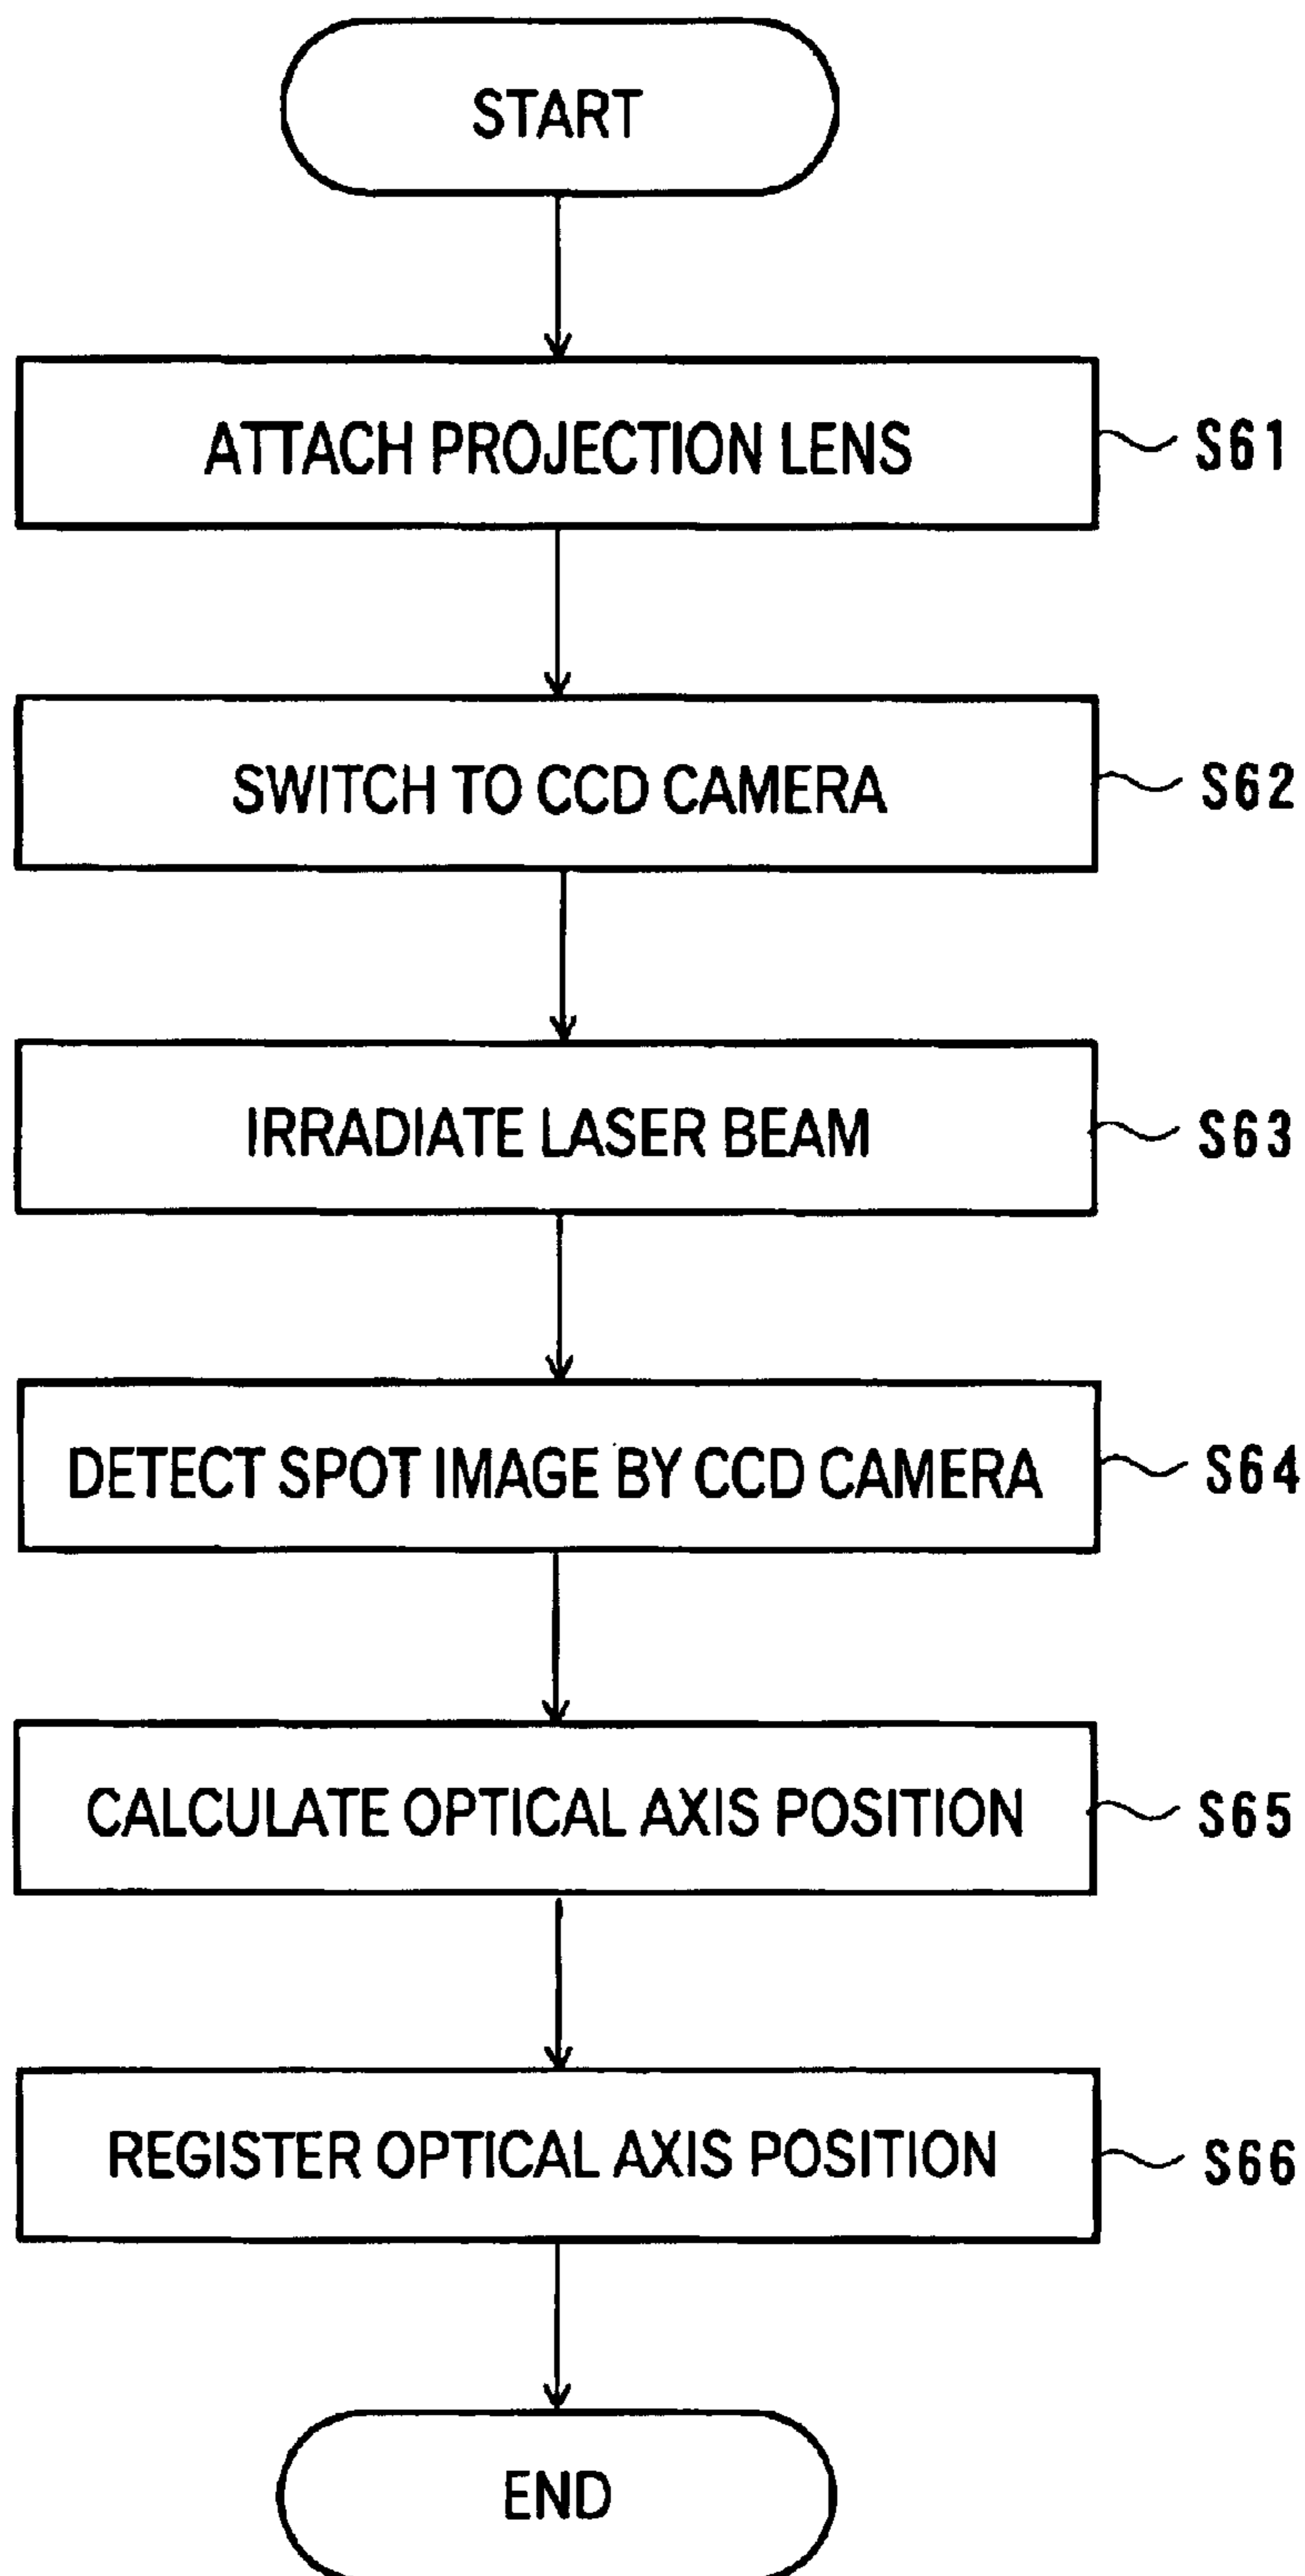 START
ATTACH PROJECTION LENS
S61
SWITCH TO CCD CAMERA
S62
IRRADIATE LASER BEAM
S63
DETECT SPOT IMAGE BY CCD CAMERA
S64
CALCULATE OPTICAL AXIS POSITION
S65
REGISTER OPTICAL AXIS POSITION
S66
END